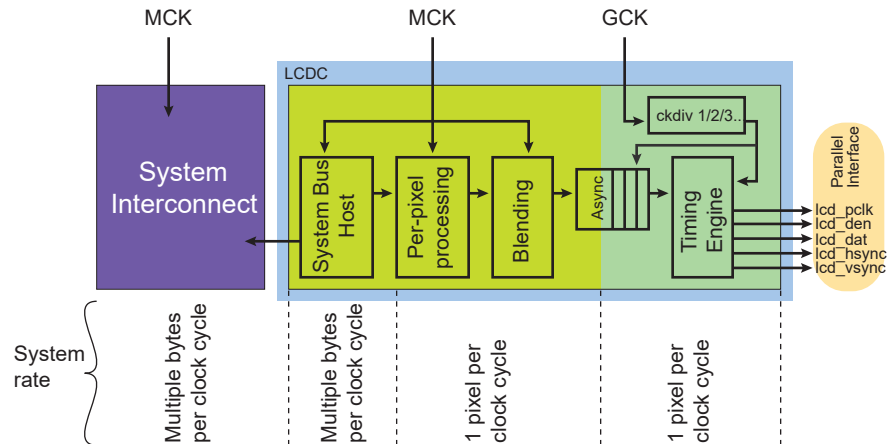 MCK
MCK
GCK
LCDC
ckdiv 1/2/3..
System
Interconnect
System Bus
Host
Per-pixel
processing
Blending
Async
Timing
Engine
Parallel
Interface
lcd_pclk
lcd_den
lcd_dat
lcd_hsync
lcd_vsync
System
rate
Multiple bytes
per clock cycle
Multiple bytes
per clock cycle
1 pixel per
clock cycle
1 pixel per
clock cycle